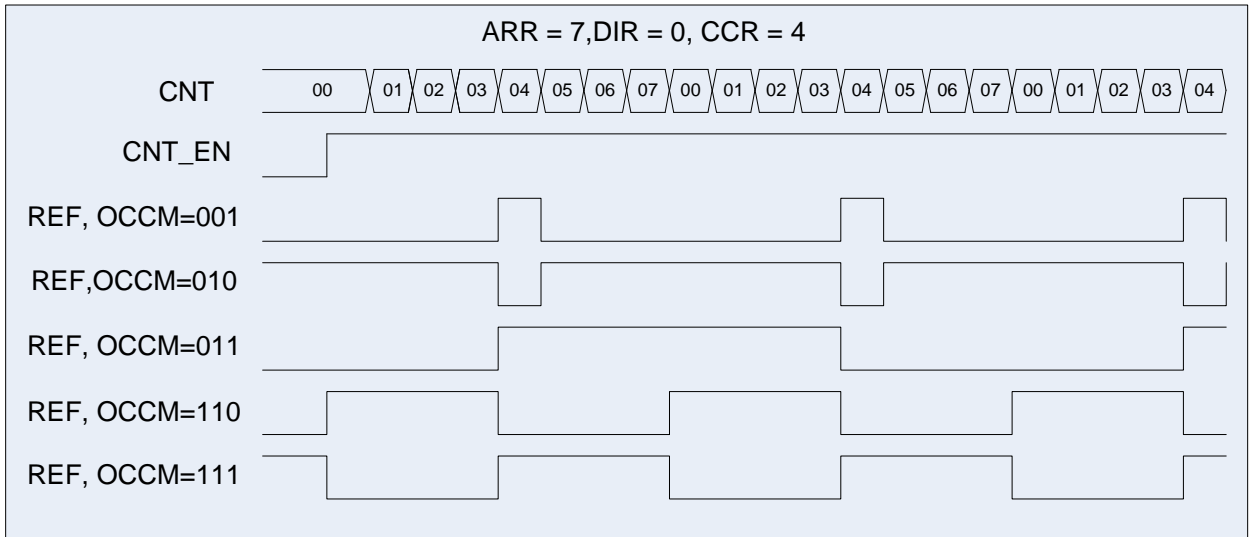 ARR = 7,DIR = 0, CCR = 4
CNT 00 01 02 03 04 05 06 07 00 01 02 03 04 05 06 07 00 01 02 03 04
CNT_EN
REF, OCCM=001
REF,OCCM=010
REF, OCCM=011
REF, OCCM=110
REF, OCCM=111